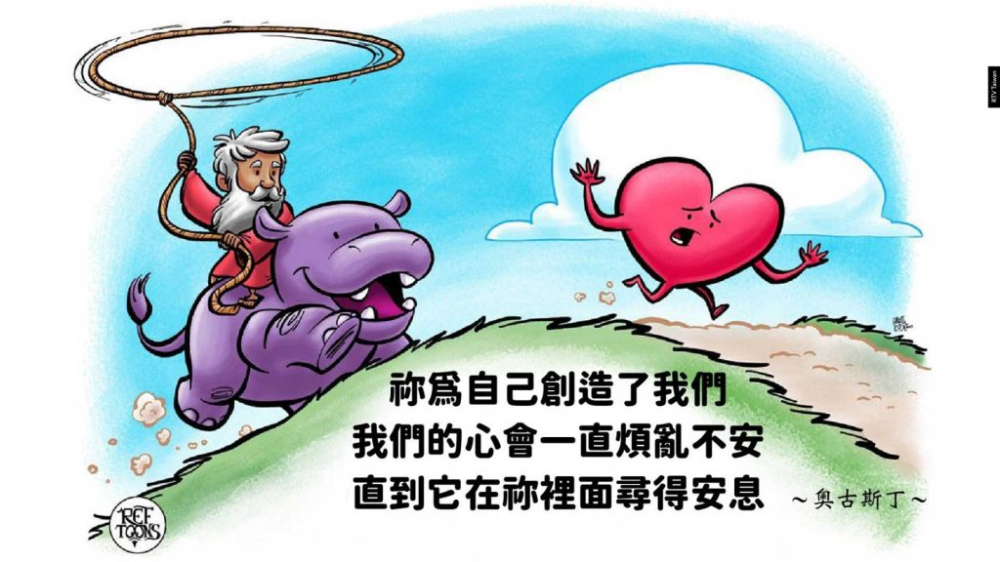 RTV Taiwan
祢為自己創造了我們
我們的心會一直煩亂不安
直到它在祢裡面尋得安息
～奧古斯丁～
REF
TOONS